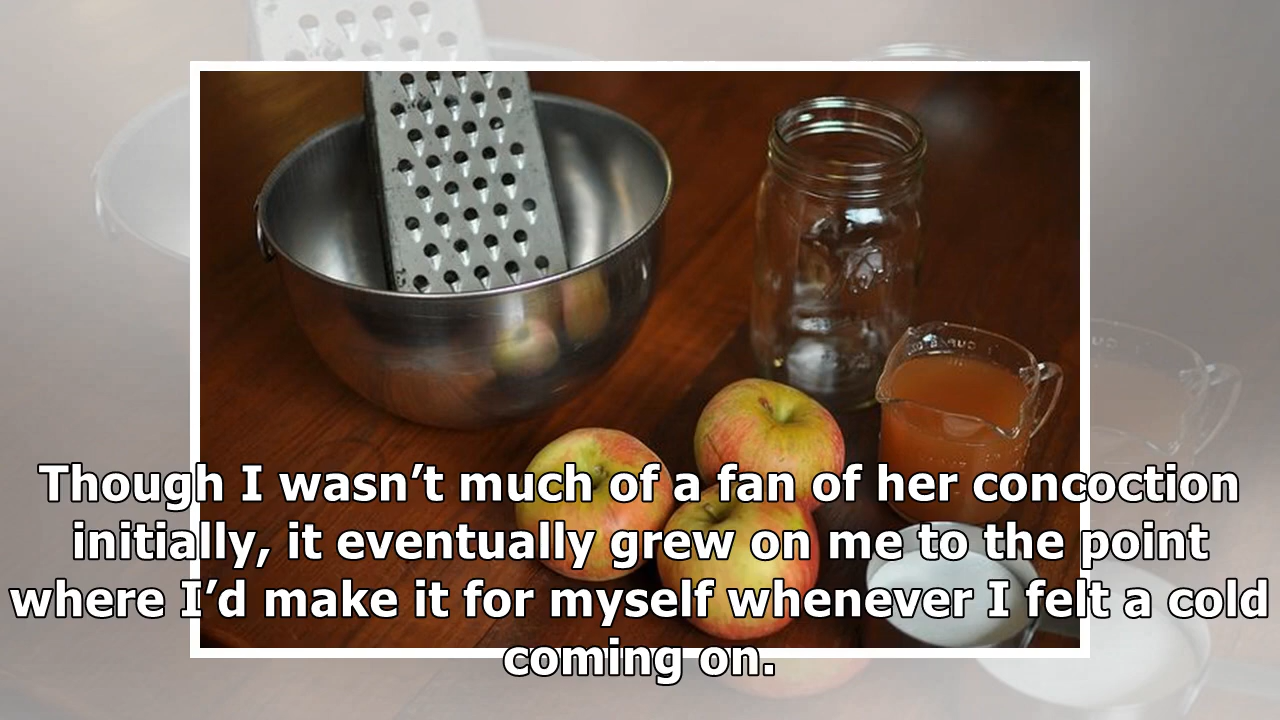 Though I wasn’t much of a fan of her concoction
initially, it eventually grew on me to the point
where I’d make it for myself whenever I felt a cold
coming on.